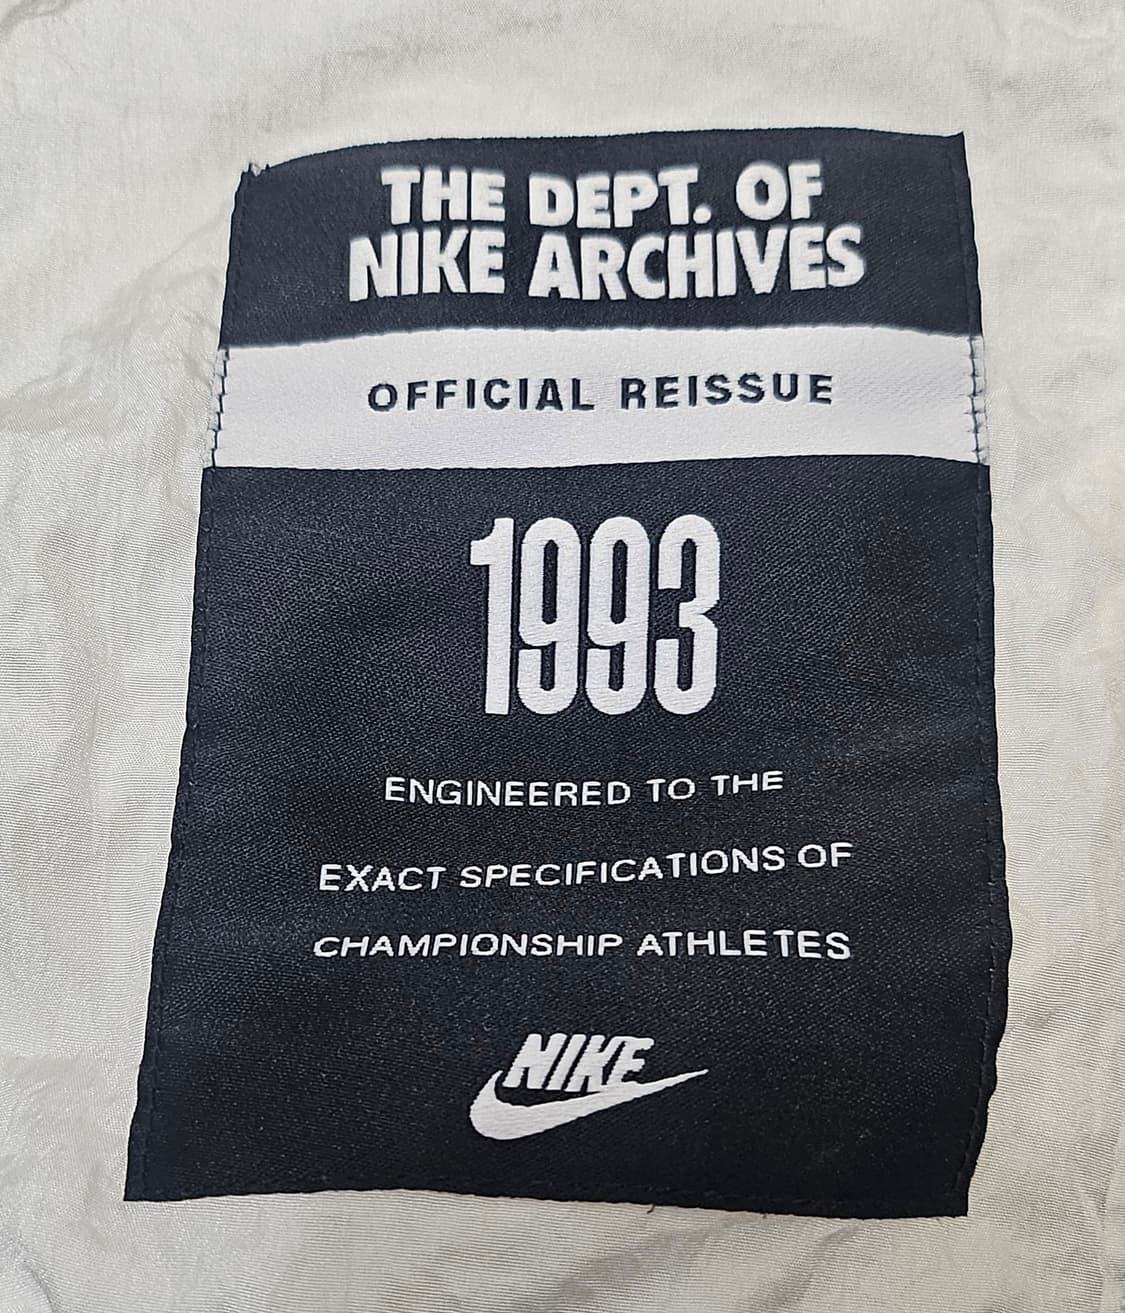 THE DEPT. OF
NIKE ARCHIVES
OFFICIAL REISSUE
1993
ENGINEERED TO THE
EXACT SPECIFICATIONS OF
CHAMPIONSHIP ATHLETES
NIKE